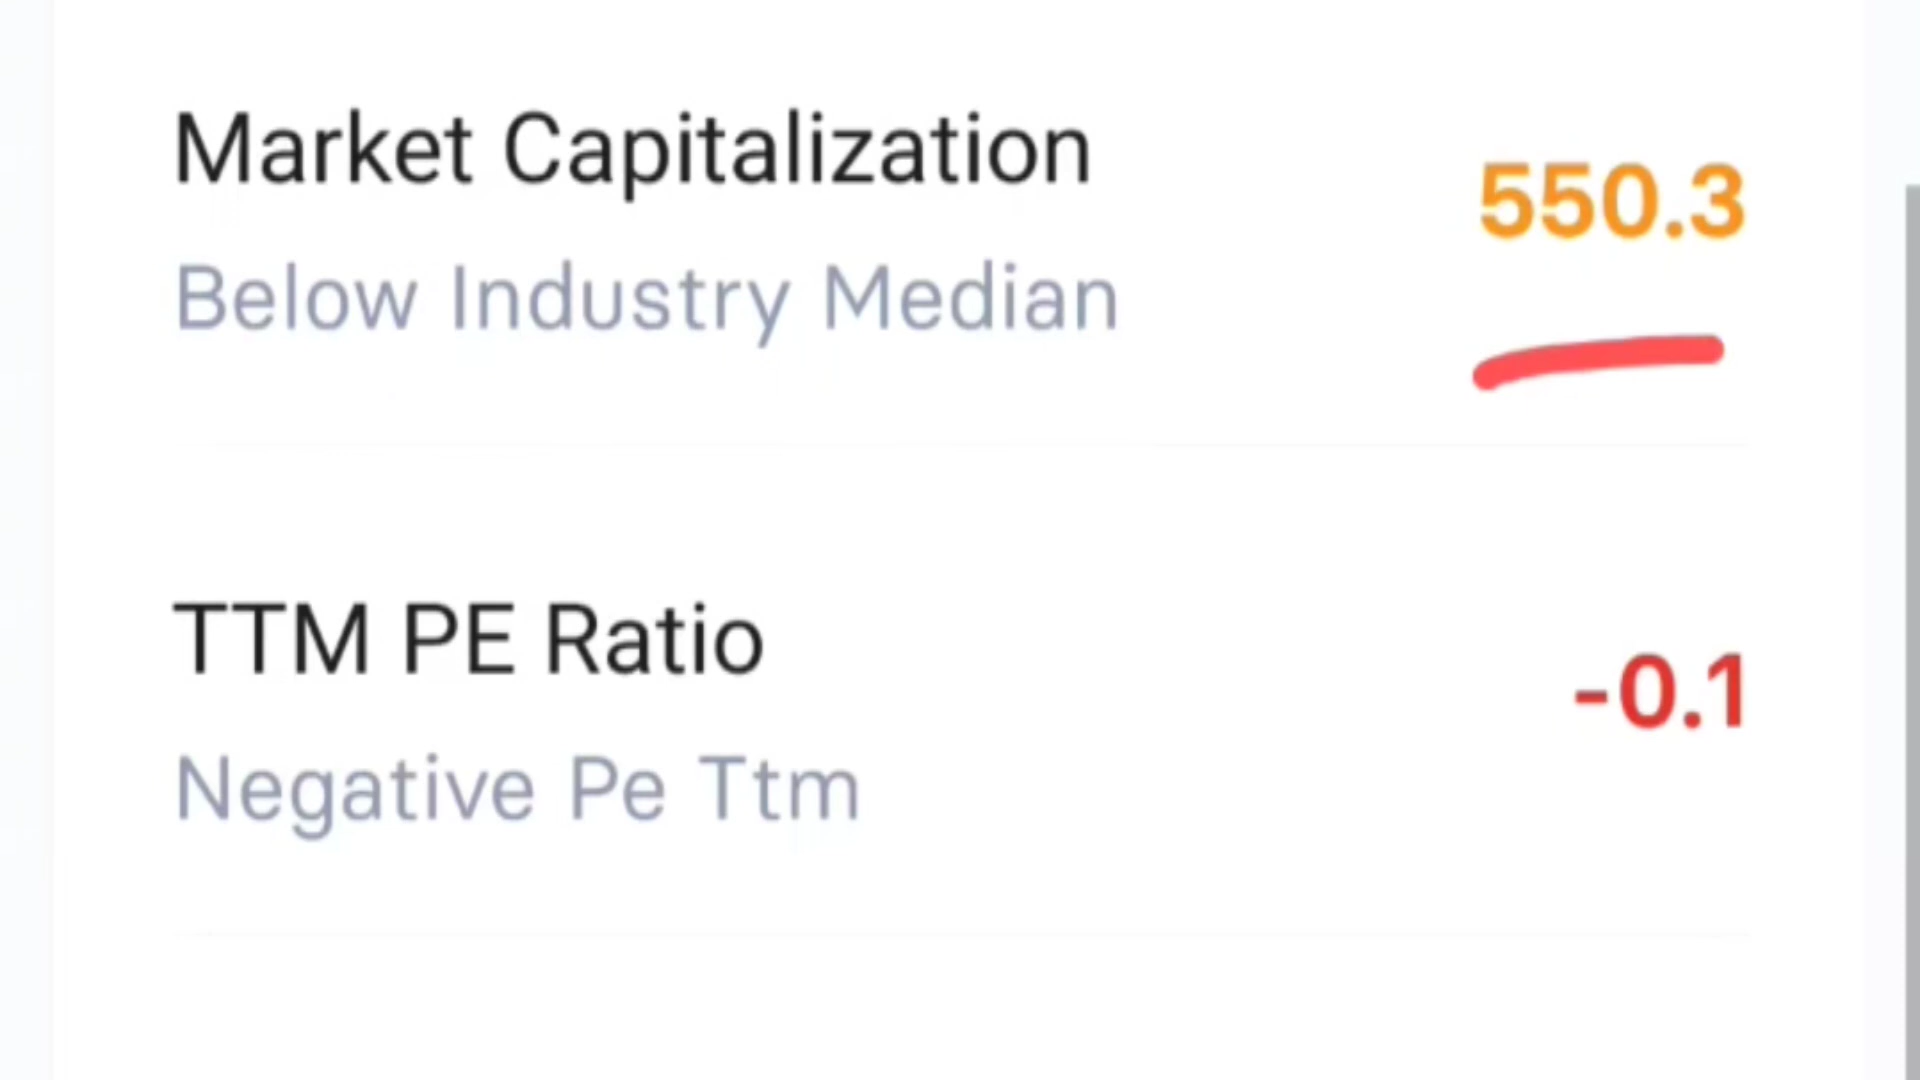 Market Capitalization
550.3
Below Industry Median
TTM PE Ratio
-0.1
Negative Pe Ttm